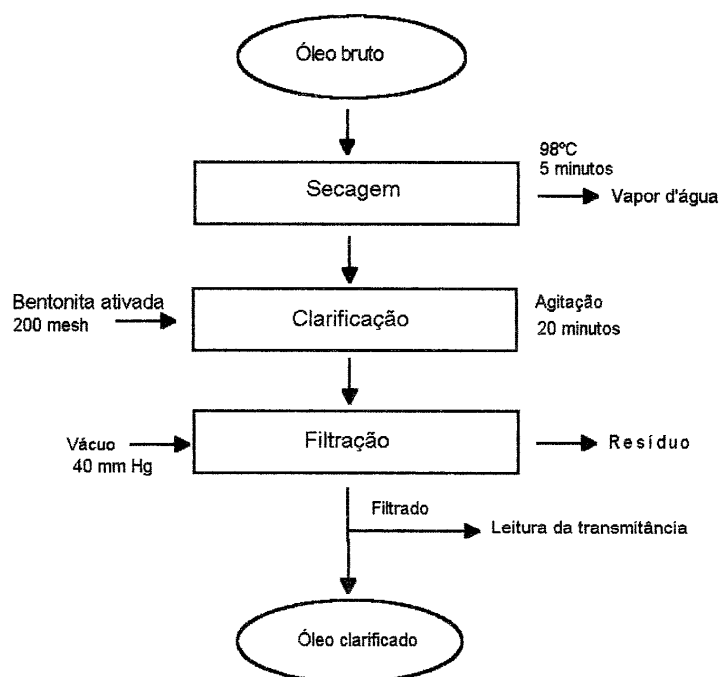 Óleo bruto
98ºC
5 minutos
Secagem
Vapor d'água
Bentonita ativada
200 mesh
Clarificação
Agitação
20 minutos
Vácuo
40 mm Hg
Filtração
Resíduo
Filtrado
Leitura da transmitância
Óleo clarificado